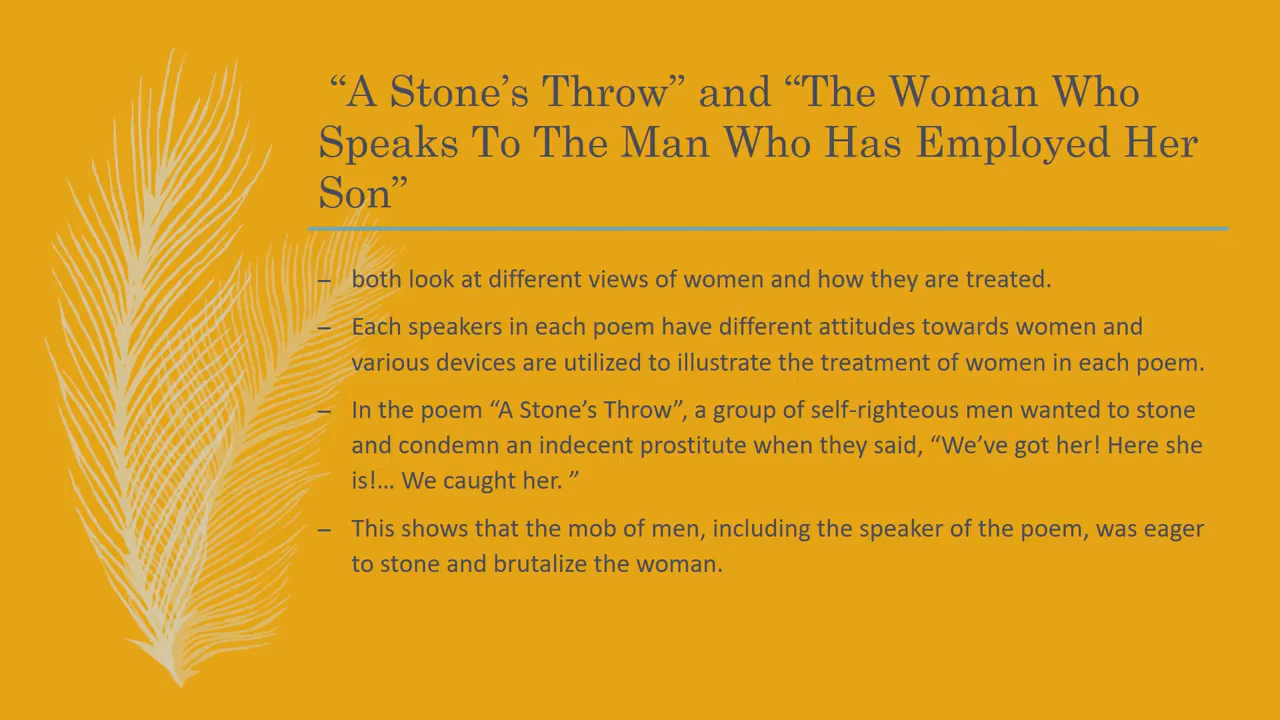 “A Stone’s Throw” and “The Woman Who
Speaks To The Man Who Has Employed Her
Son”
– both look at different views of women and how they are treated.
– Each speakers in each poem have different attitudes towards women and
various devices are utilized to illustrate the treatment of women in each poem.
– In the poem “A Stone’s Throw”, a group of self-righteous men wanted to stone
and condemn an indecent prostitute when they said, “We’ve got her! Here she
is!… We caught her. ”
– This shows that the mob of men, including the speaker of the poem, was eager
to stone and brutalize the woman.